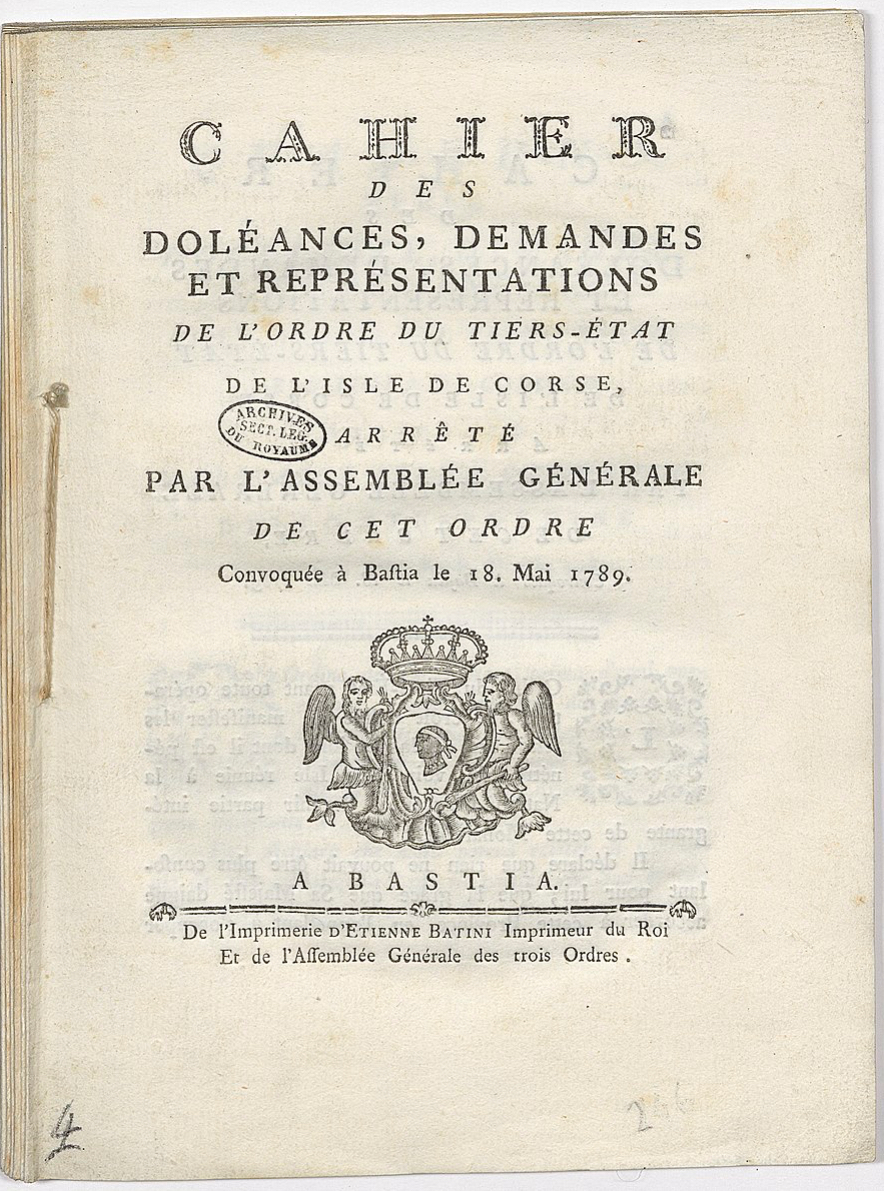 CAHIER
DES
DOLÉANCES, DEMANDES
ET REPRÉSENTATIONS
DE L'ORDRE DU TIERS-ÉTAT
DE L'ISLE DE CORSE,
ARCHIVES
SECT. LEG.
DU ROYAUME
ARRÊTÉ
PAR L'ASSEMBLÉE GÉNÉRALE
DE CET ORDRE
Convoquée à Baſtia le 18. Mai 1789.
A BASTIA.
De l'Imprimerie D'ETIENNE BATINI Imprimeur du Roi
Et de l'Aſſemblée Générale des trois Ordres.
4